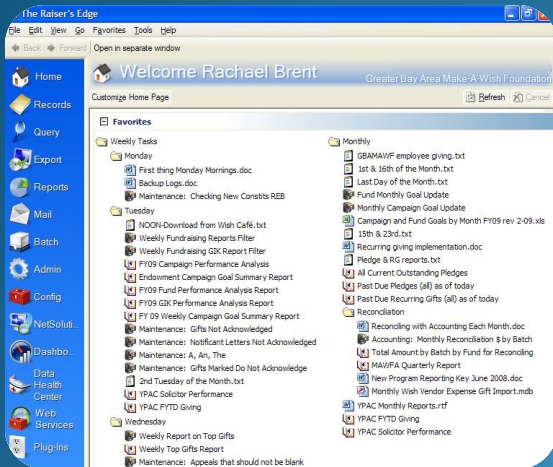 The Raiser's Edge
File Edit View Go Favorites Tools Help
Back Forward Open in separate window
Home
Records
Query
Export
Reports
Mail
Batch
Admin
Config
NetSoluti...
Dashbo...
Data
Health
Center
Web
Services
Plug-Ins
Welcome Rachael Brent
Greater Bay Area Make-A-Wish Foundation
Customize Home Page
Refresh Cancel
Favorites
Weekly Tasks
Monday
First thing Monday Mornings.doc
Backup Logs.doc
Maintenance: Checking New Constits REB
Tuesday
NOON-Download from Wish Café.txt
Weekly Fundraising Reports Filter
Weekly Fundraising GIK Report Filter
FY09 Campaign Performance Analysis
Endowment Campaign Goal Summary Report
FY09 Fund Performance Analysis Report
FY09 GIK Performance Analysis Report
FY 09 Weekly Campaign Goal Summary Report
Maintenance: Gifts Not Acknowledged
Maintenance: Notificant Letters Not Acknowledged
Maintenance: A, An, The
Maintenance: Gifts Marked Do Not Acknowledge
2nd Tuesday of the Month.txt
YPAC Solicitor Performance
YPAC FYTD Giving
Wednesday
Weekly Report on Top Gifts
Weekly Top Gifts Report
Maintenance: Appeals that should not be blank
Monthly
GBAMAWF employee giving.txt
1st & 16th of the Month.txt
Last Day of the Month.txt
Fund Monthly Goal Update
Monthly Campaign Goal Update
Campaign and Fund Goals by Month FY09 rev 2-09.xls
15th & 23rd.txt
Recurring giving implementation.doc
Pledge & RG reports.txt
All Current Outstanding Pledges
Past Due Pledges (all) as of today
Past Due Recurring Gifts (all) as of today
Reconciliation
Reconciling with Accounting Each Month.doc
Accounting: Monthly Reconciliation $ by Batch
Total Amount by Batch by Fund for Reconciling
MAWFA Quarterly Report
New Program Reporting Key June 2008.doc
Monthly Wish Vendor Expense Gift Import.mdb
YPAC Monthly Reports.rtf
YPAC FYTD Giving
YPAC Solicitor Performance